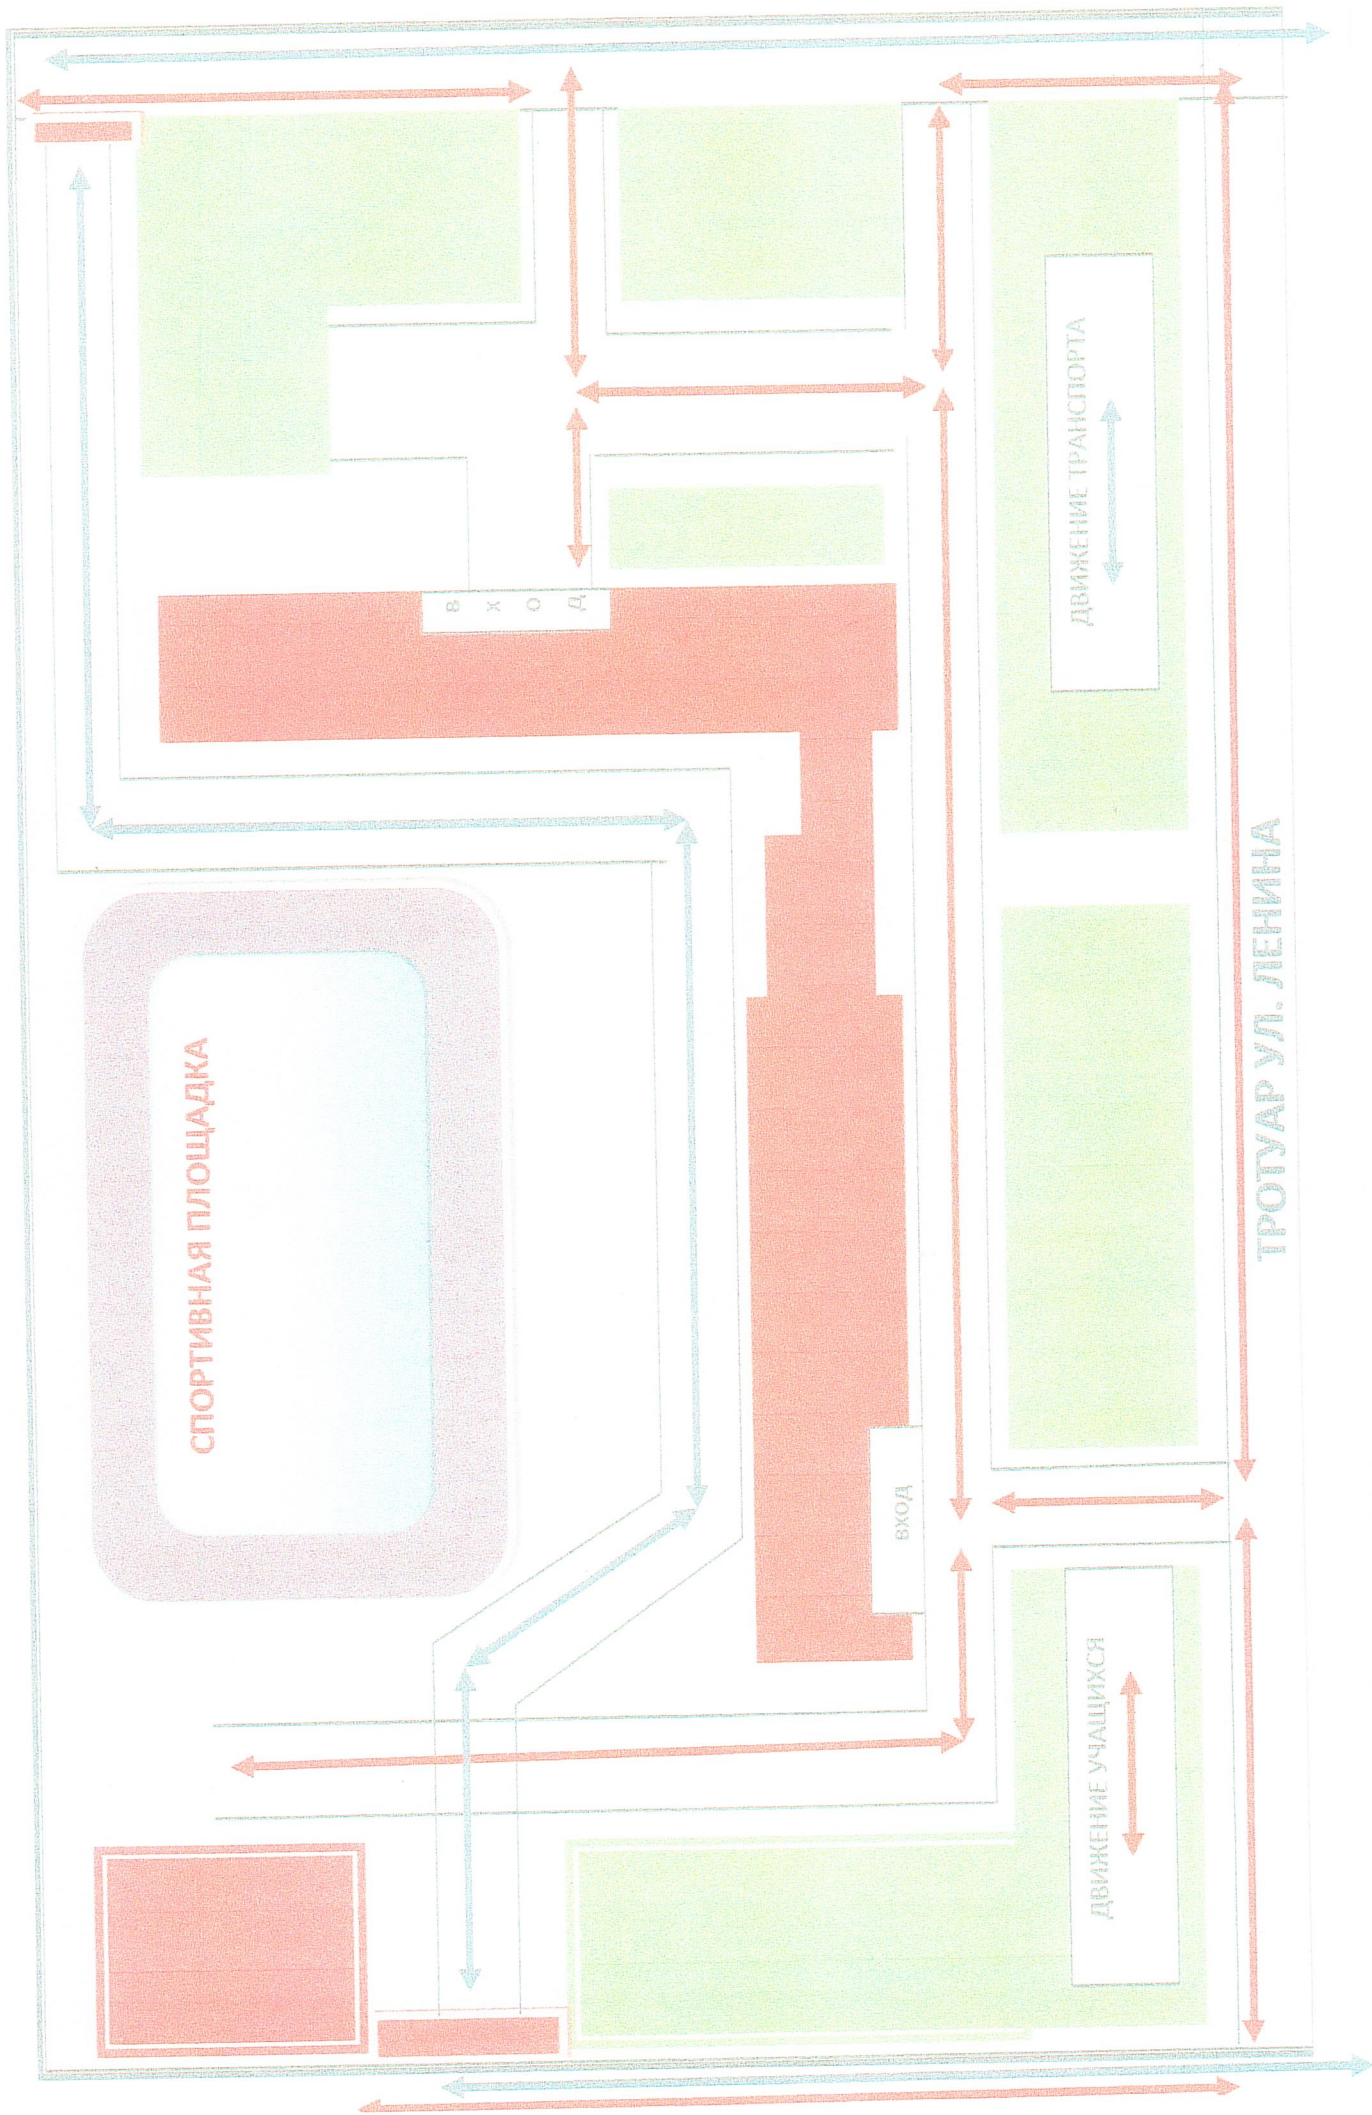 ВХОД
ДВИЖЕНИЕ ТРАНСПОРТА
СПОРТИВНАЯ ПЛОЩАДКА
ТРОТУАР УЛ. ЛЕНИНА
ВХОД
ДВИЖЕНИЕ УЧАЩИХСЯ